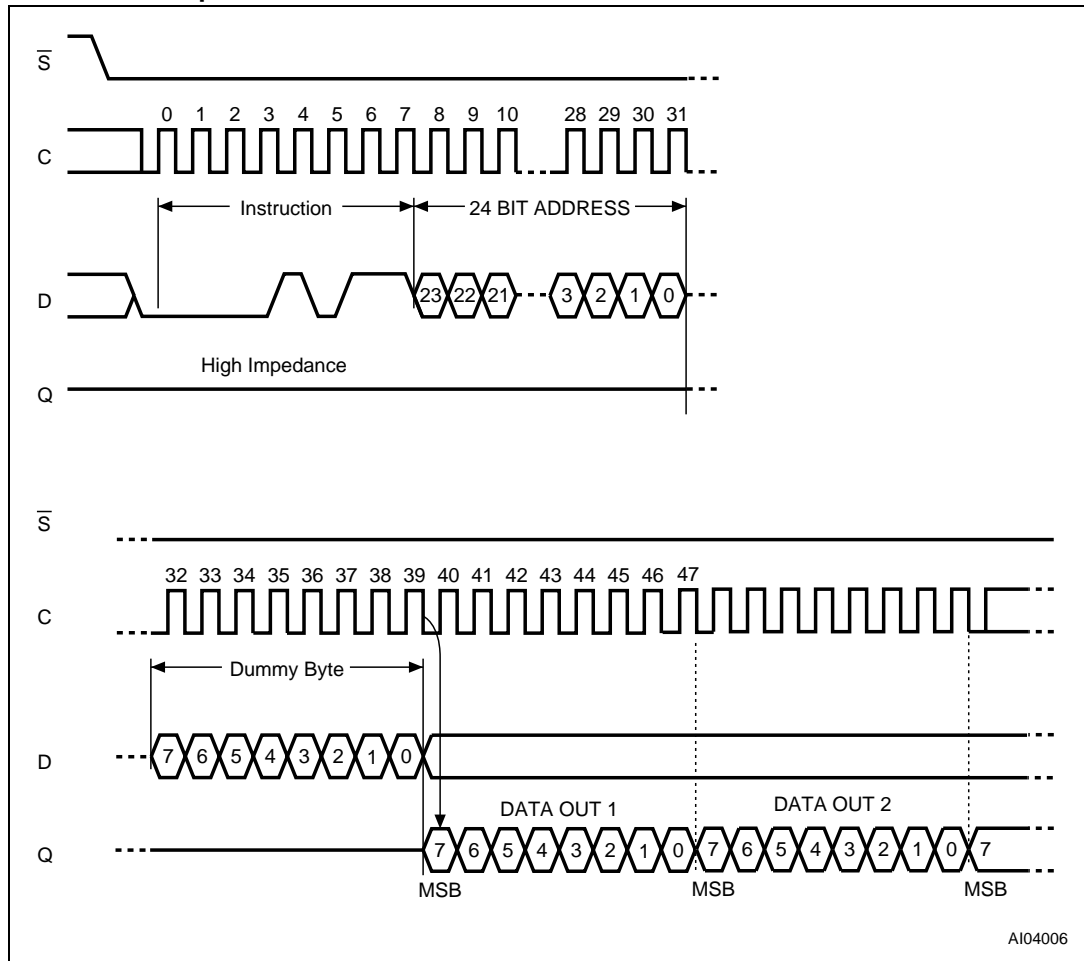 S
0 1 2 3 4 5 6 7 8 9 10 28 29 30 31
C
Instruction 24 BIT ADDRESS
D 23 22 21 3 2 1 0
High Impedance
Q
S
32 33 34 35 36 37 38 39 40 41 42 43 44 45 46 47
C
Dummy Byte
D 7 6 5 4 3 2 1 0
DATA OUT 1 DATA OUT 2
Q 7 6 5 4 3 2 1 0 7 6 5 4 3 2 1 0 7
MSB MSB MSB
AI04006